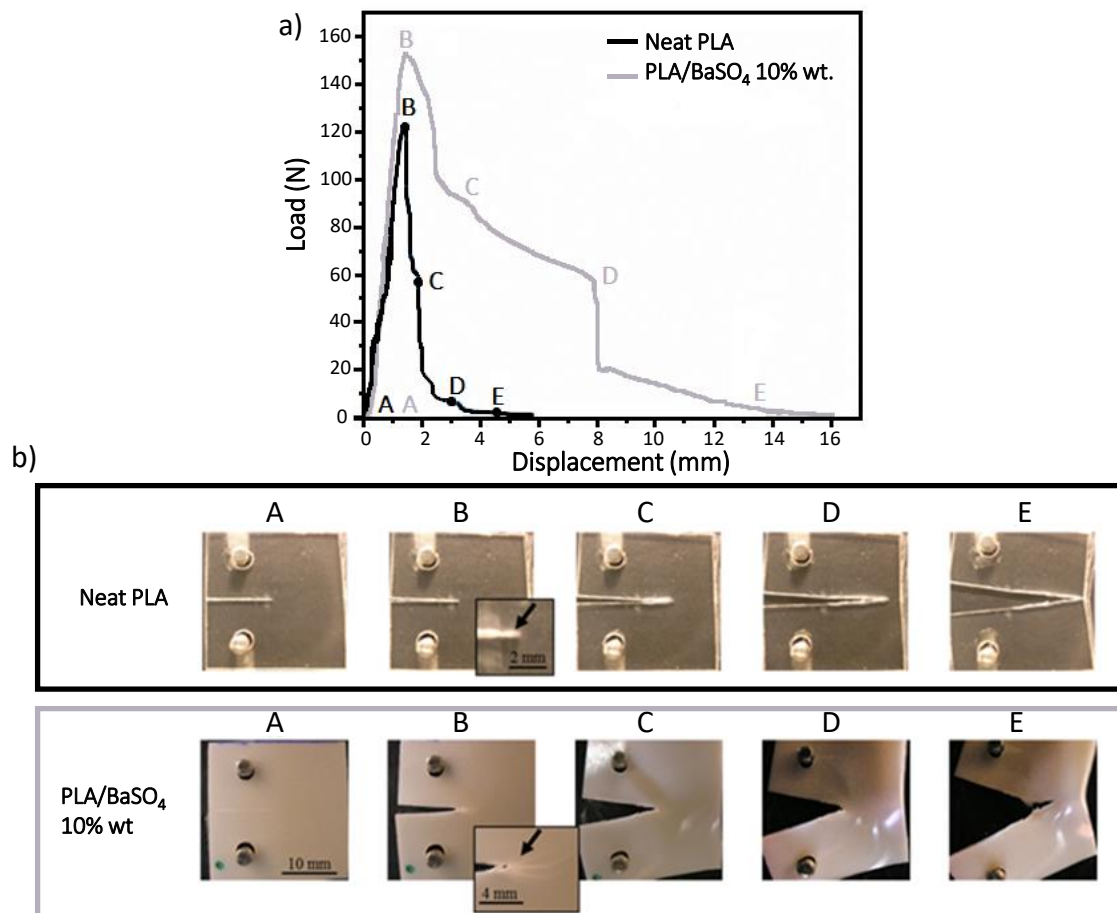 a)
160
140
120
100
80
60
40
20
0
Load (N)
Neat PLA
PLA/BaSO₄ 10% wt.
B
B
C
C
D
D
E
E
A A
0 2 4 6 8 10 12 14 16
Displacement (mm)
b)
A B C D E
Neat PLA
2 mm
A B C D E
PLA/BaSO₄
10% wt
10 mm
4 mm